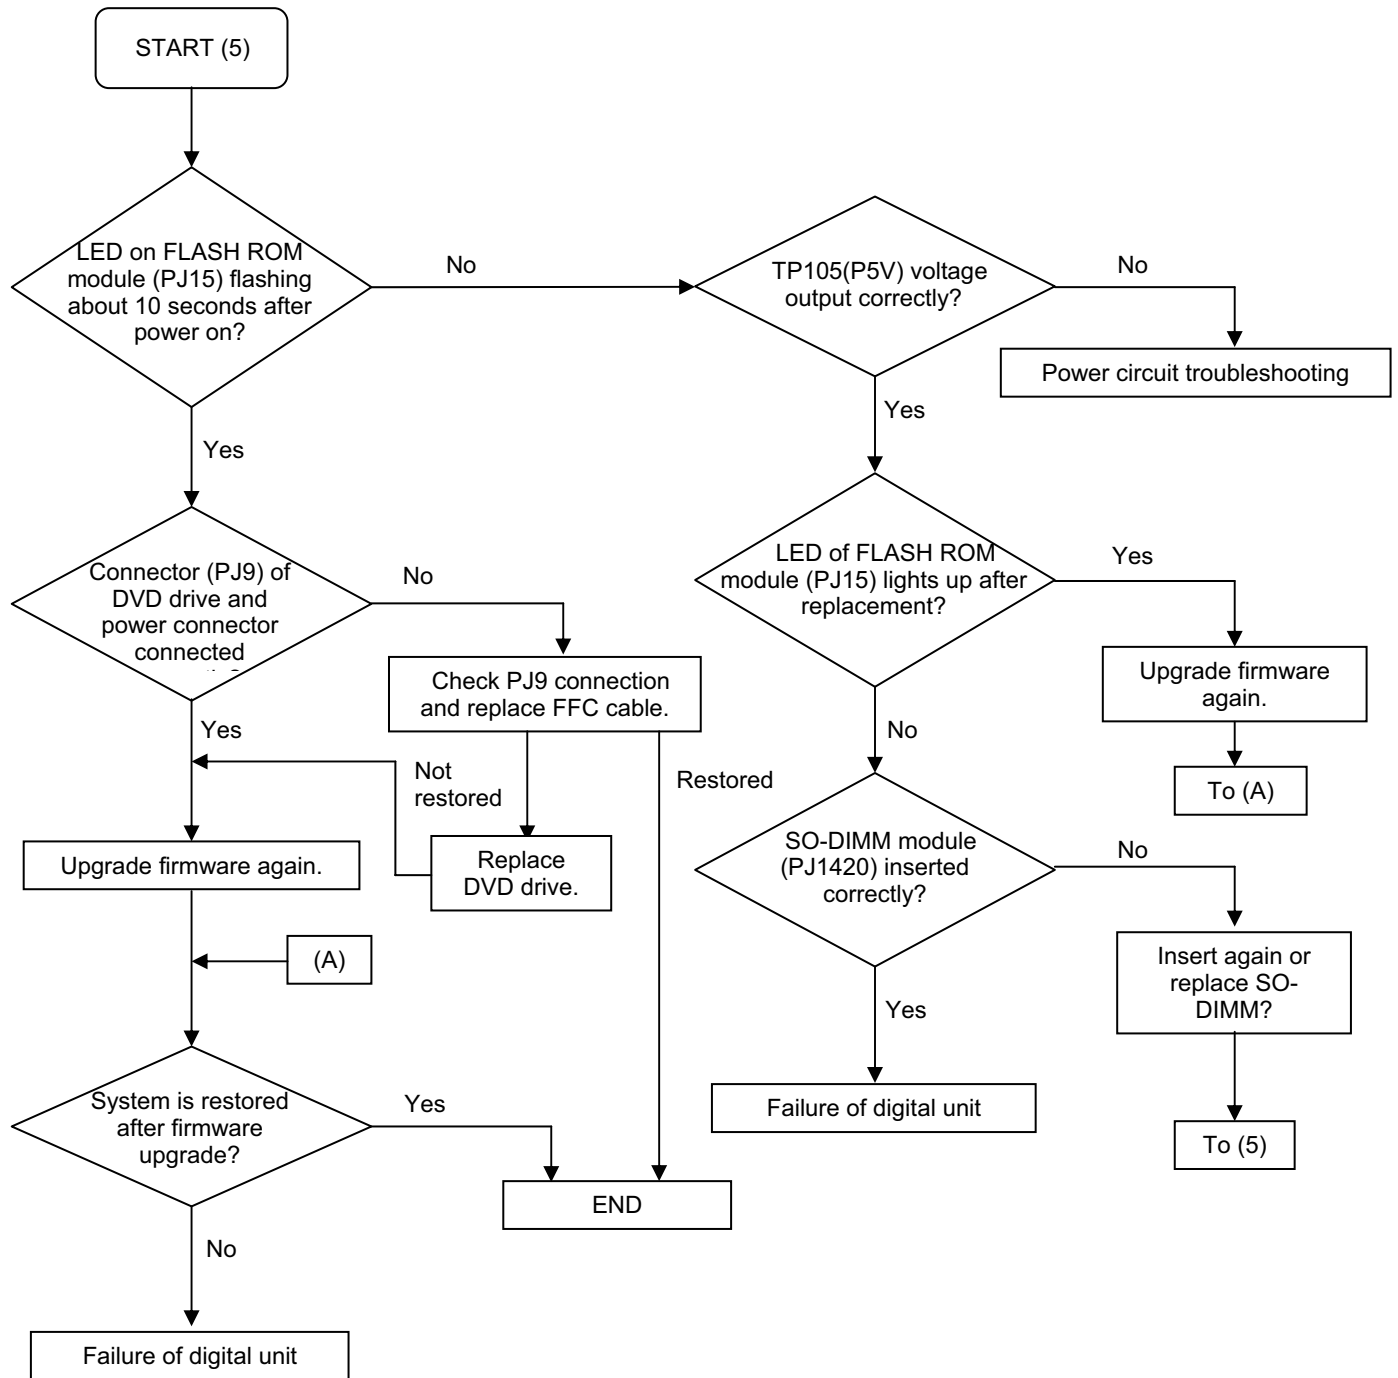 START (5)
LED on FLASH ROM
module (PJ15) flashing
about 10 seconds after
power on?
No
TP105(P5V) voltage
output correctly?
No
Power circuit troubleshooting
Yes
Yes
Connector (PJ9) of
DVD drive and
power connector
connected
No
LED of FLASH ROM
module (PJ15) lights up after
replacement?
Yes
Check PJ9 connection
and replace FFC cable.
Upgrade firmware
again.
Yes
No
Not
restored
Restored
To (A)
Upgrade firmware again.
Replace
DVD drive.
SO-DIMM module
(PJ1420) inserted
correctly?
No
(A)
Insert again or
replace SO-
DIMM?
Yes
System is restored
after firmware
upgrade?
Yes
Failure of digital unit
To (5)
END
No
Failure of digital unit